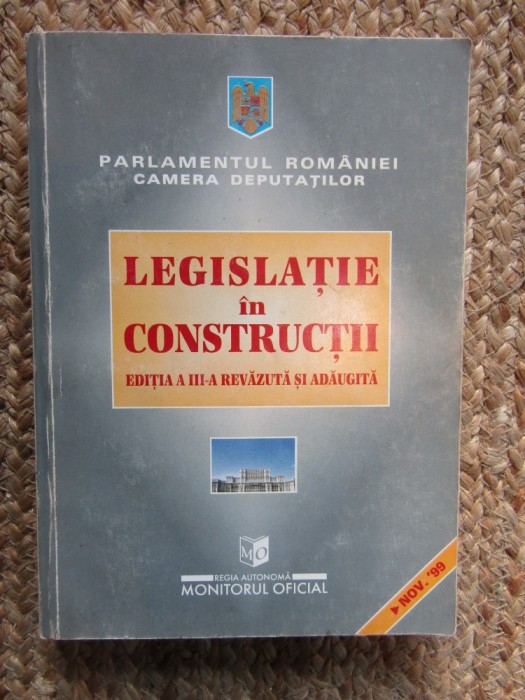 PARLAMENTUL ROMÂNIEI
CAMERA DEPUTAȚILOR
LEGISLAȚIE
în
CONSTRUCȚII
EDIȚIA A III-A REVĂZUTĂ ȘI ADĂUGITĂ
MO
REGIA AUTONOMĂ
MONITORUL OFICIAL
NOV. '99